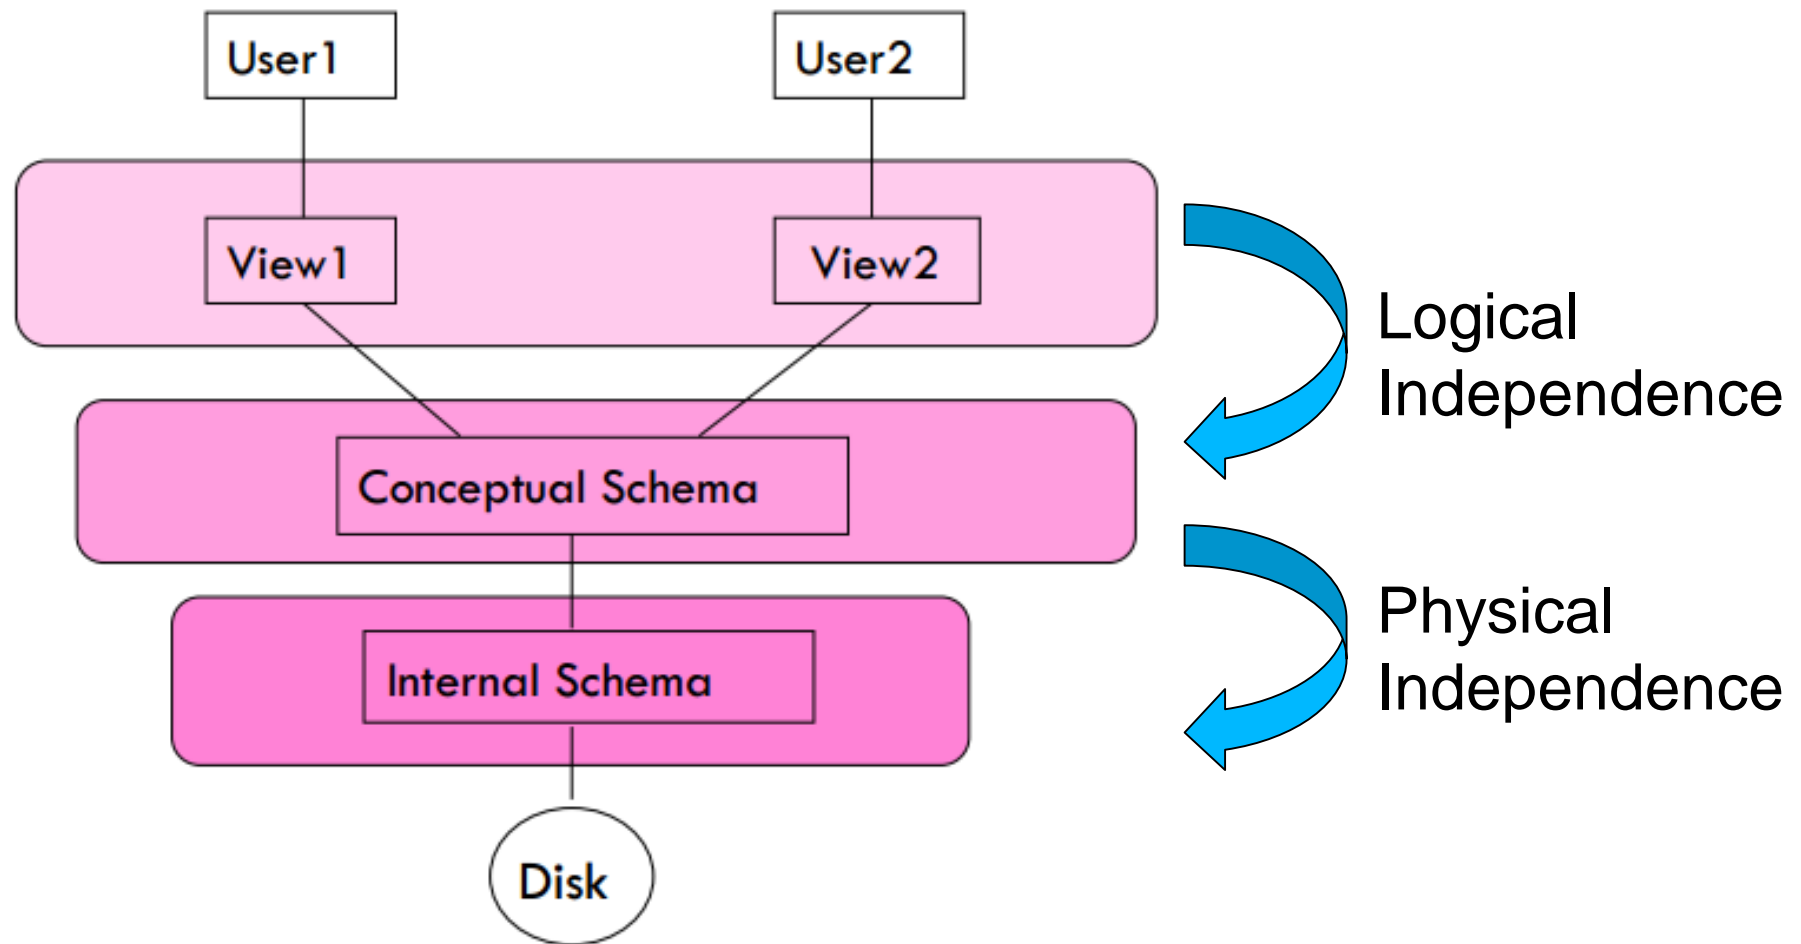 User1
User2
View1
View2
Logical
Independence
Conceptual Schema
Physical
Independence
Internal Schema
Disk